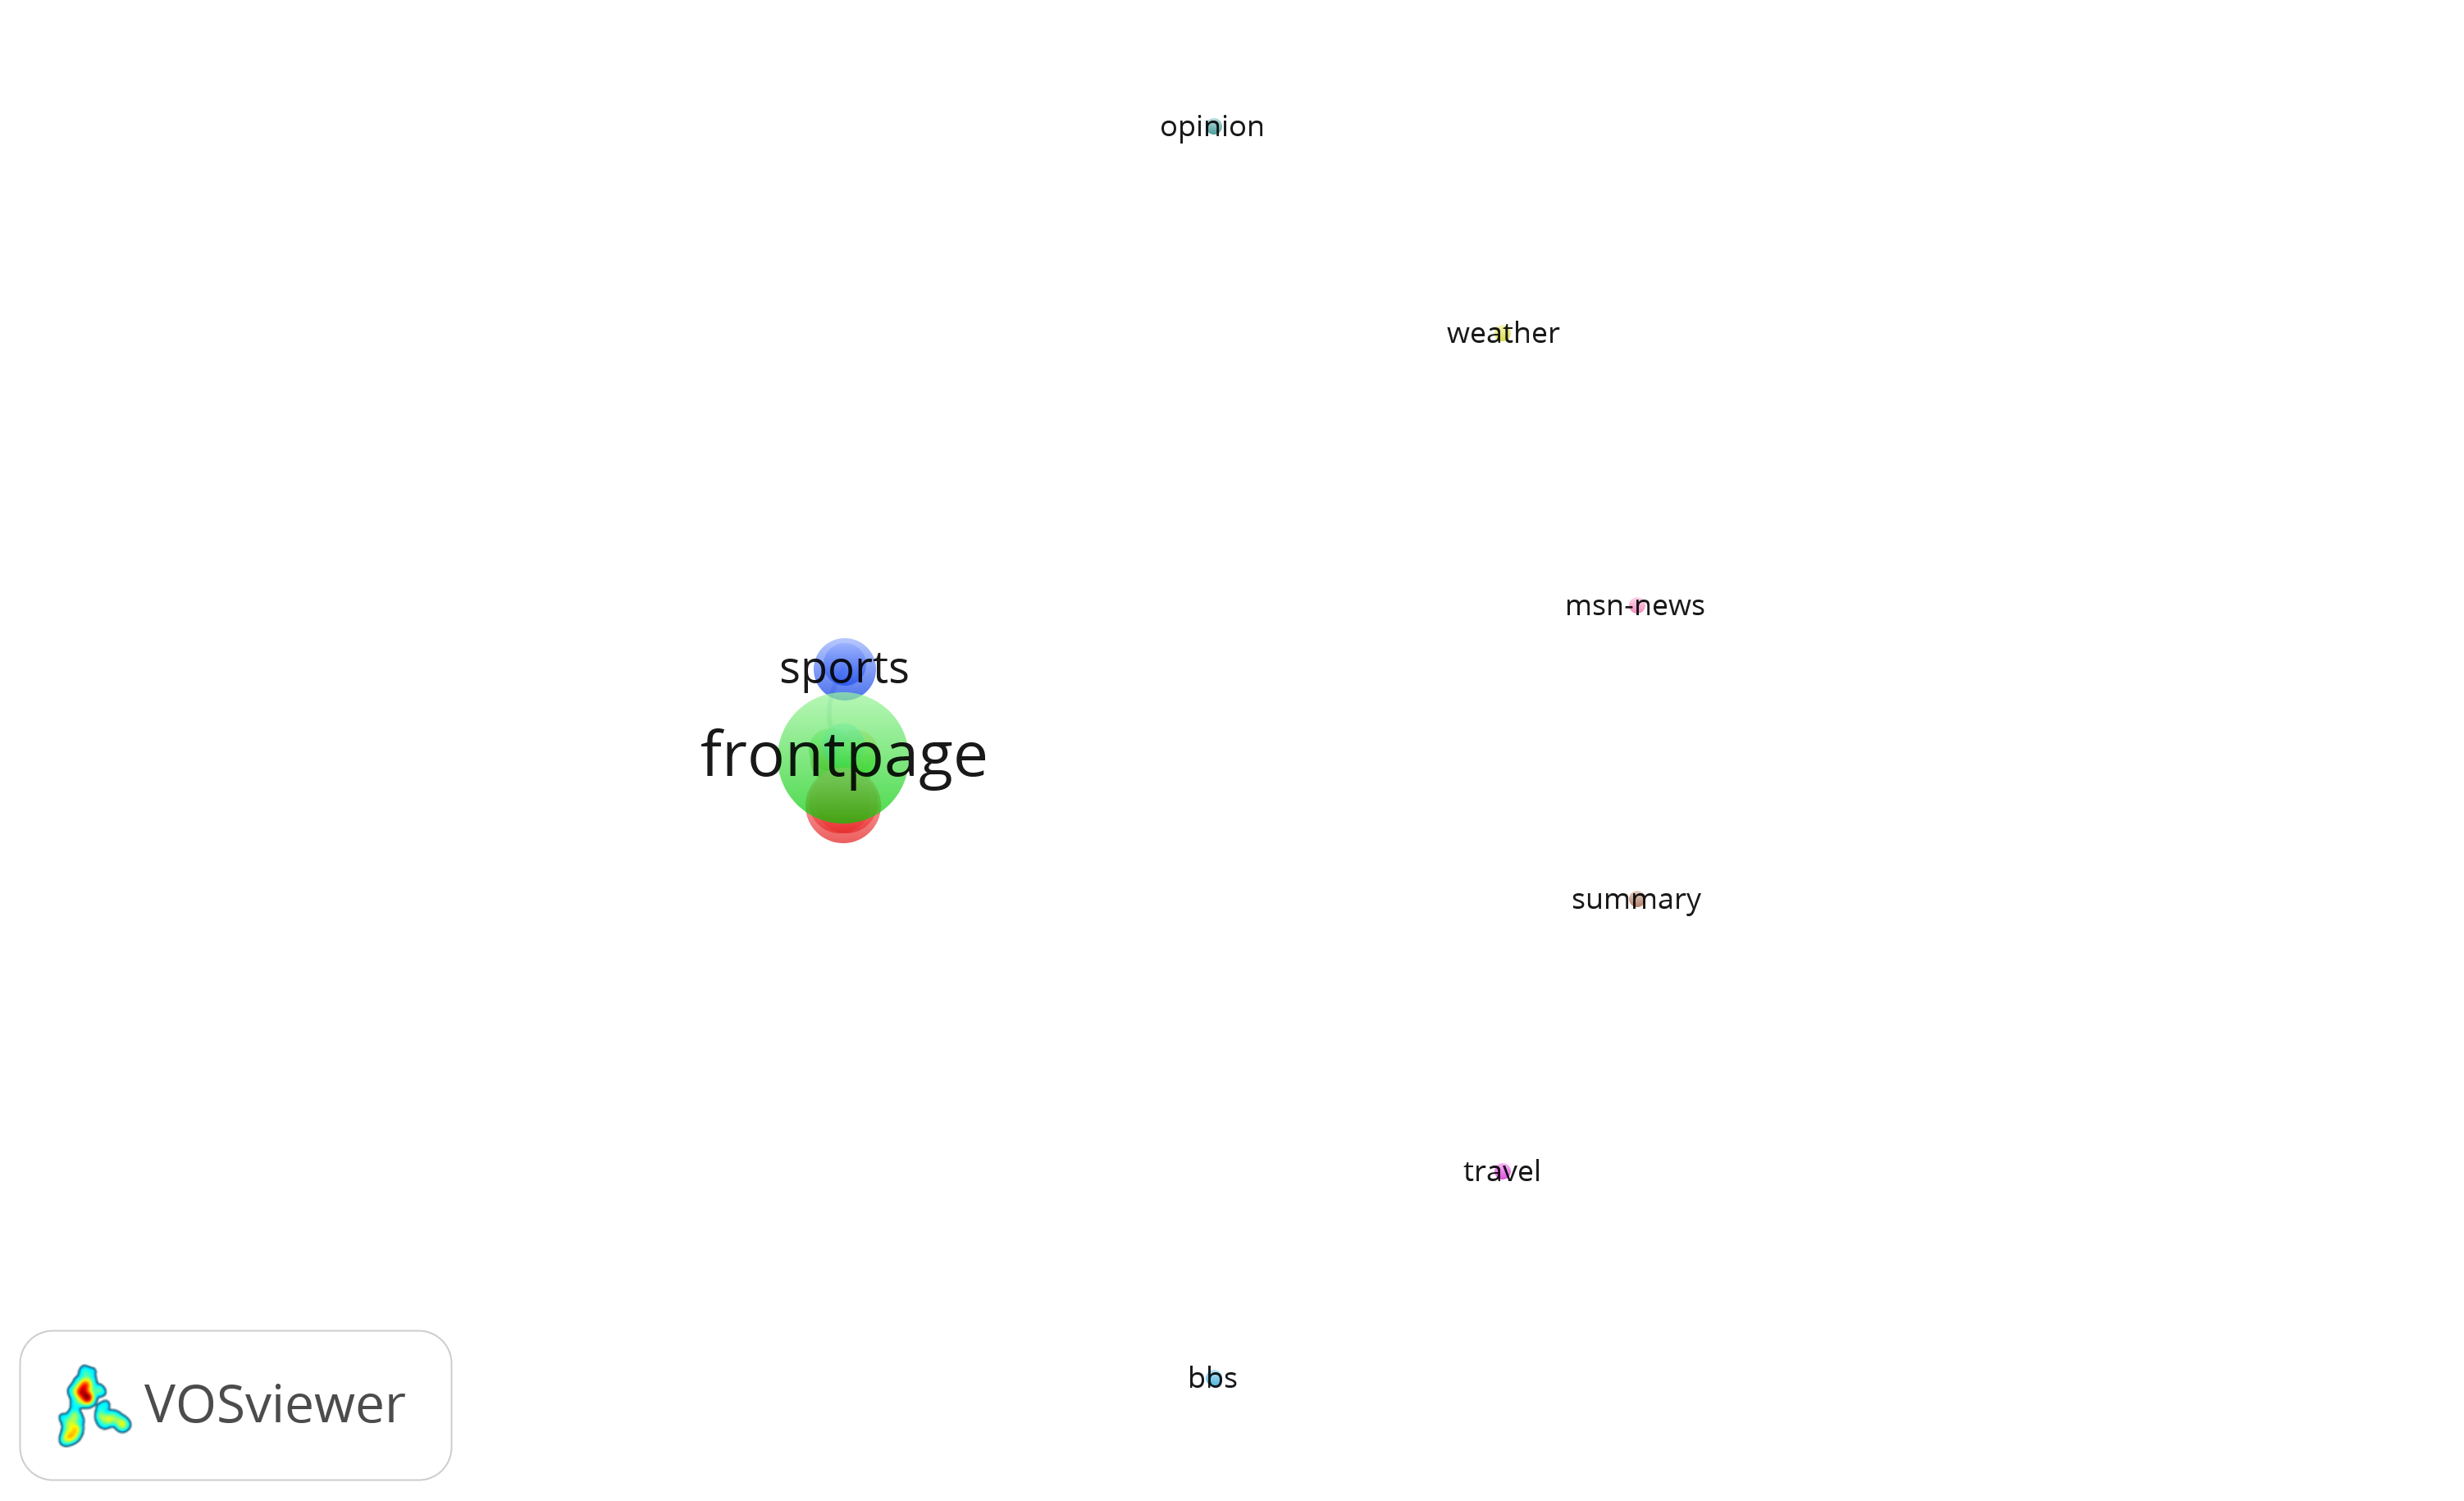 opinion
weather
msn-news
sports
frontpage
summary
travel
bbs
VOSviewer